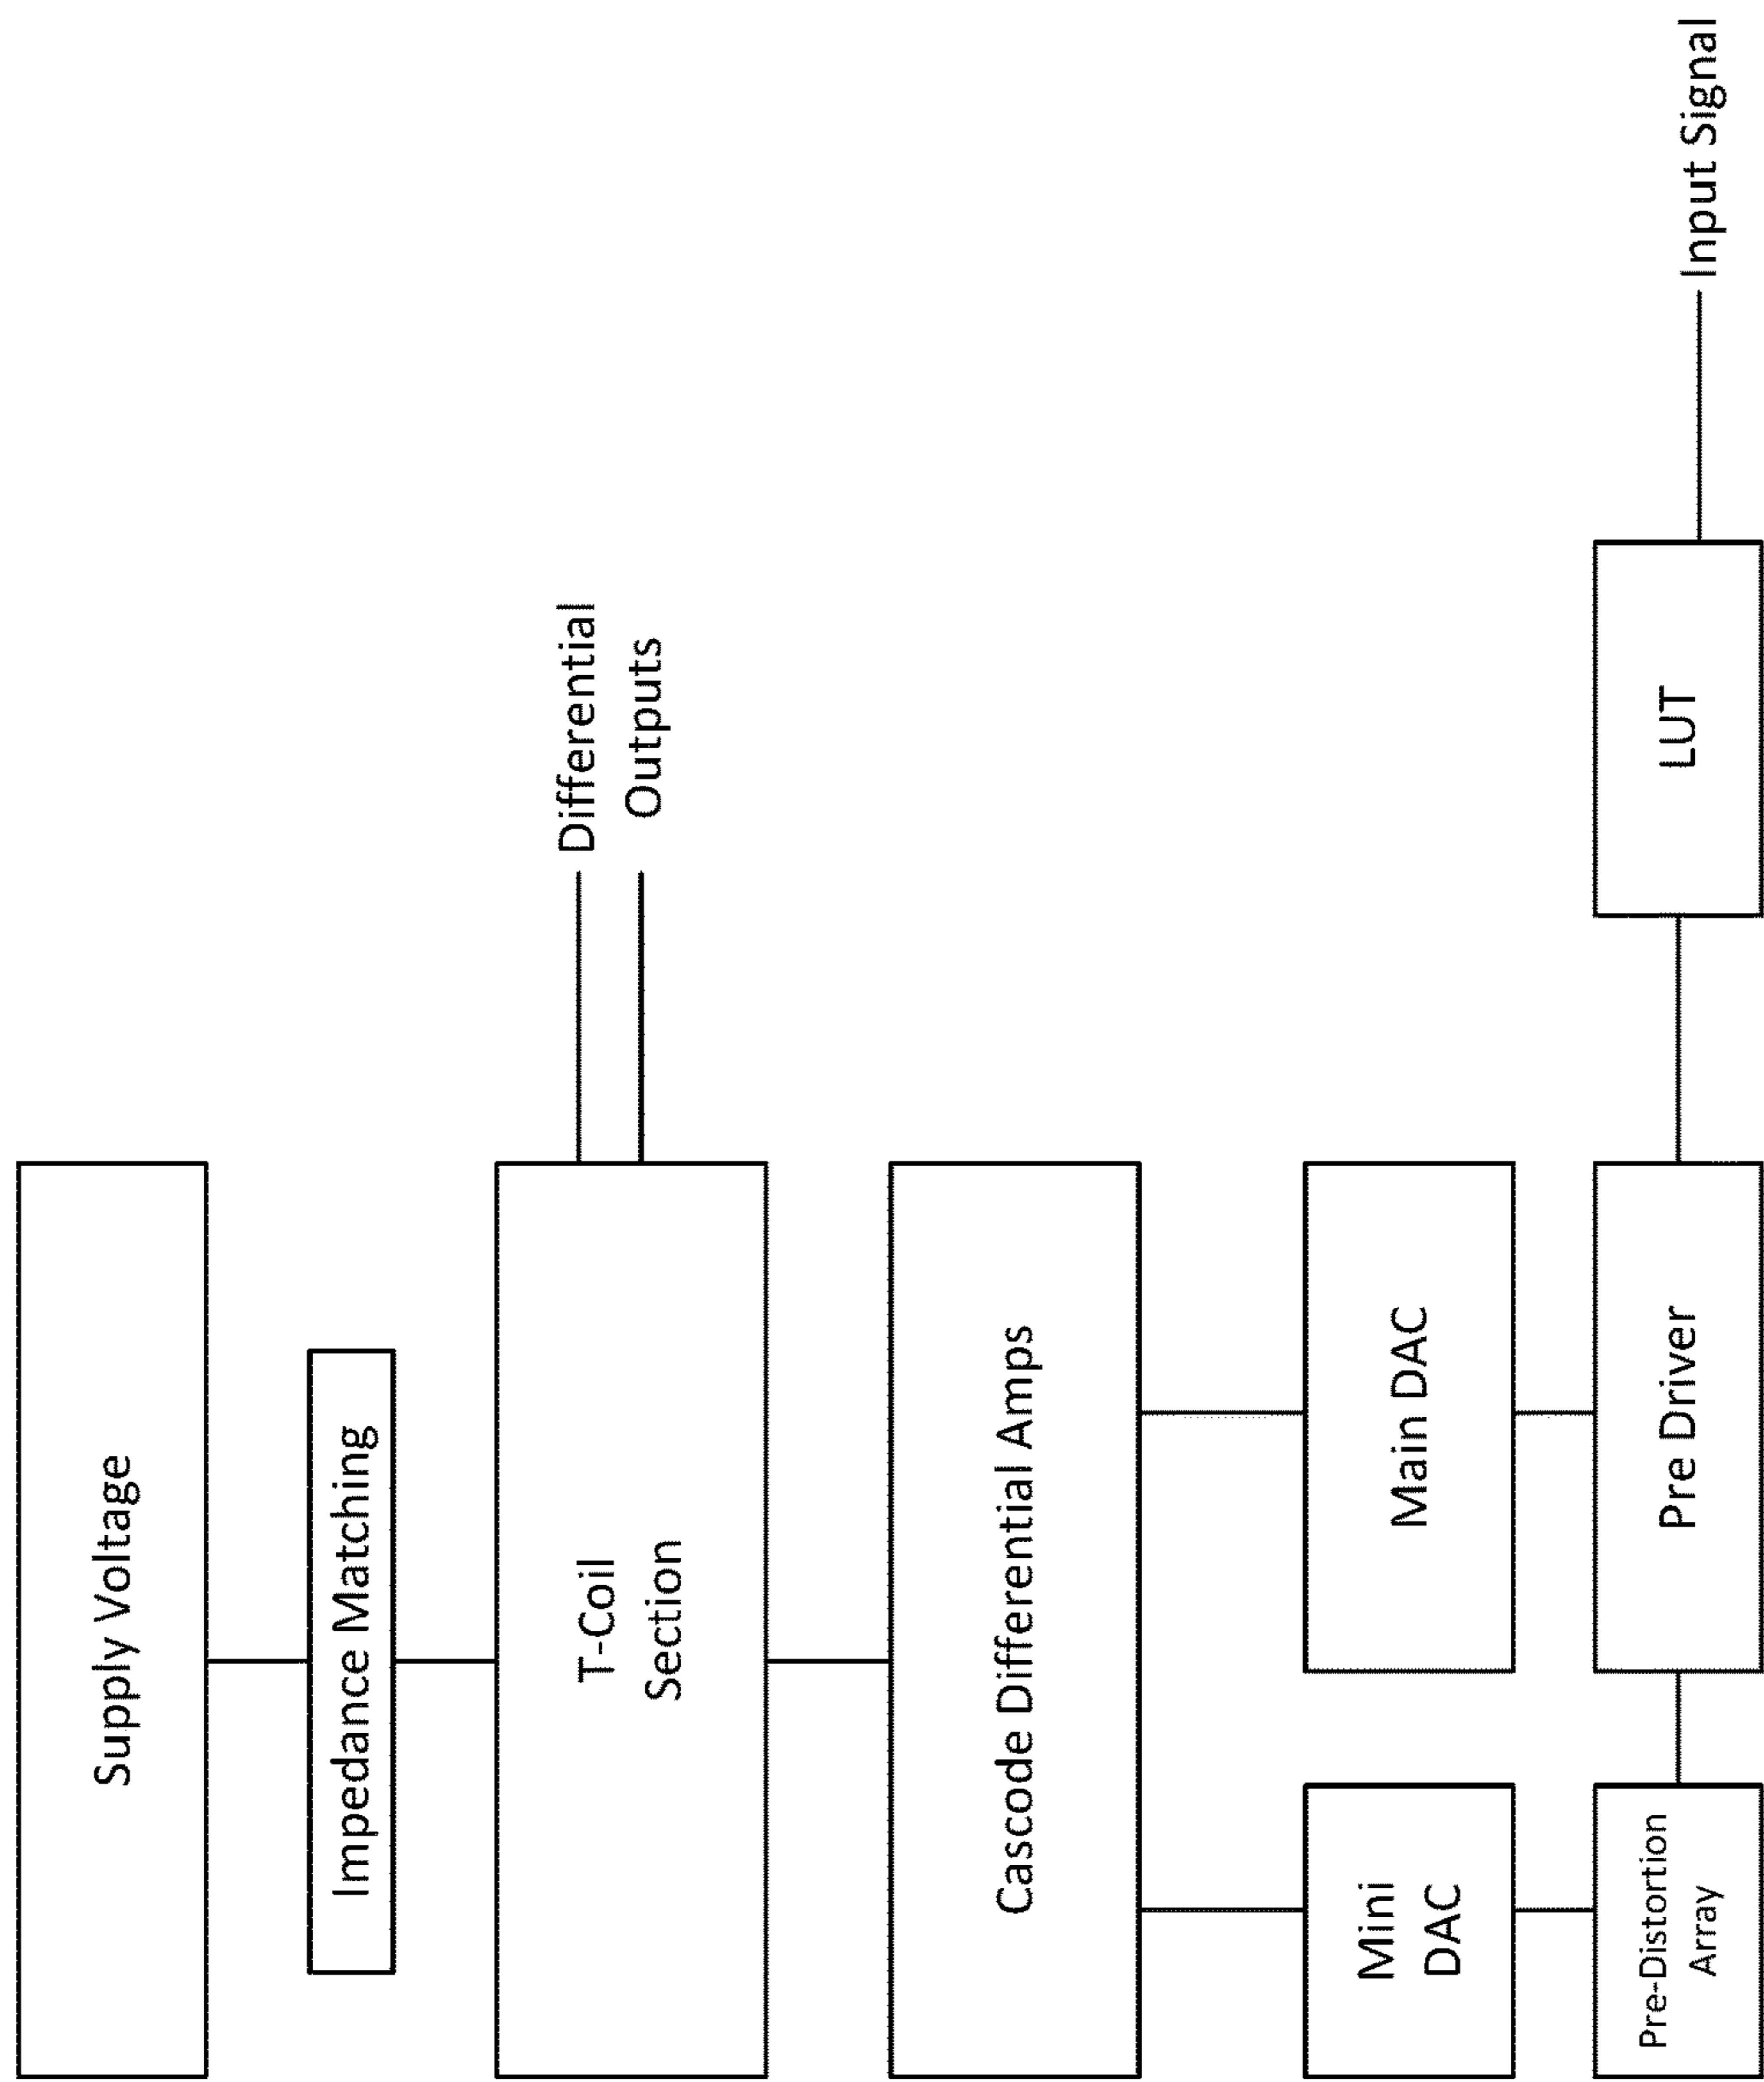 Supply Voltage
Impedance Matching
T-Coil
Section
Differential
Outputs
Cascode Differential Amps
Mini
DAC
Main DAC
Pre-Distortion
Array
Pre Driver
LUT
Input Signal